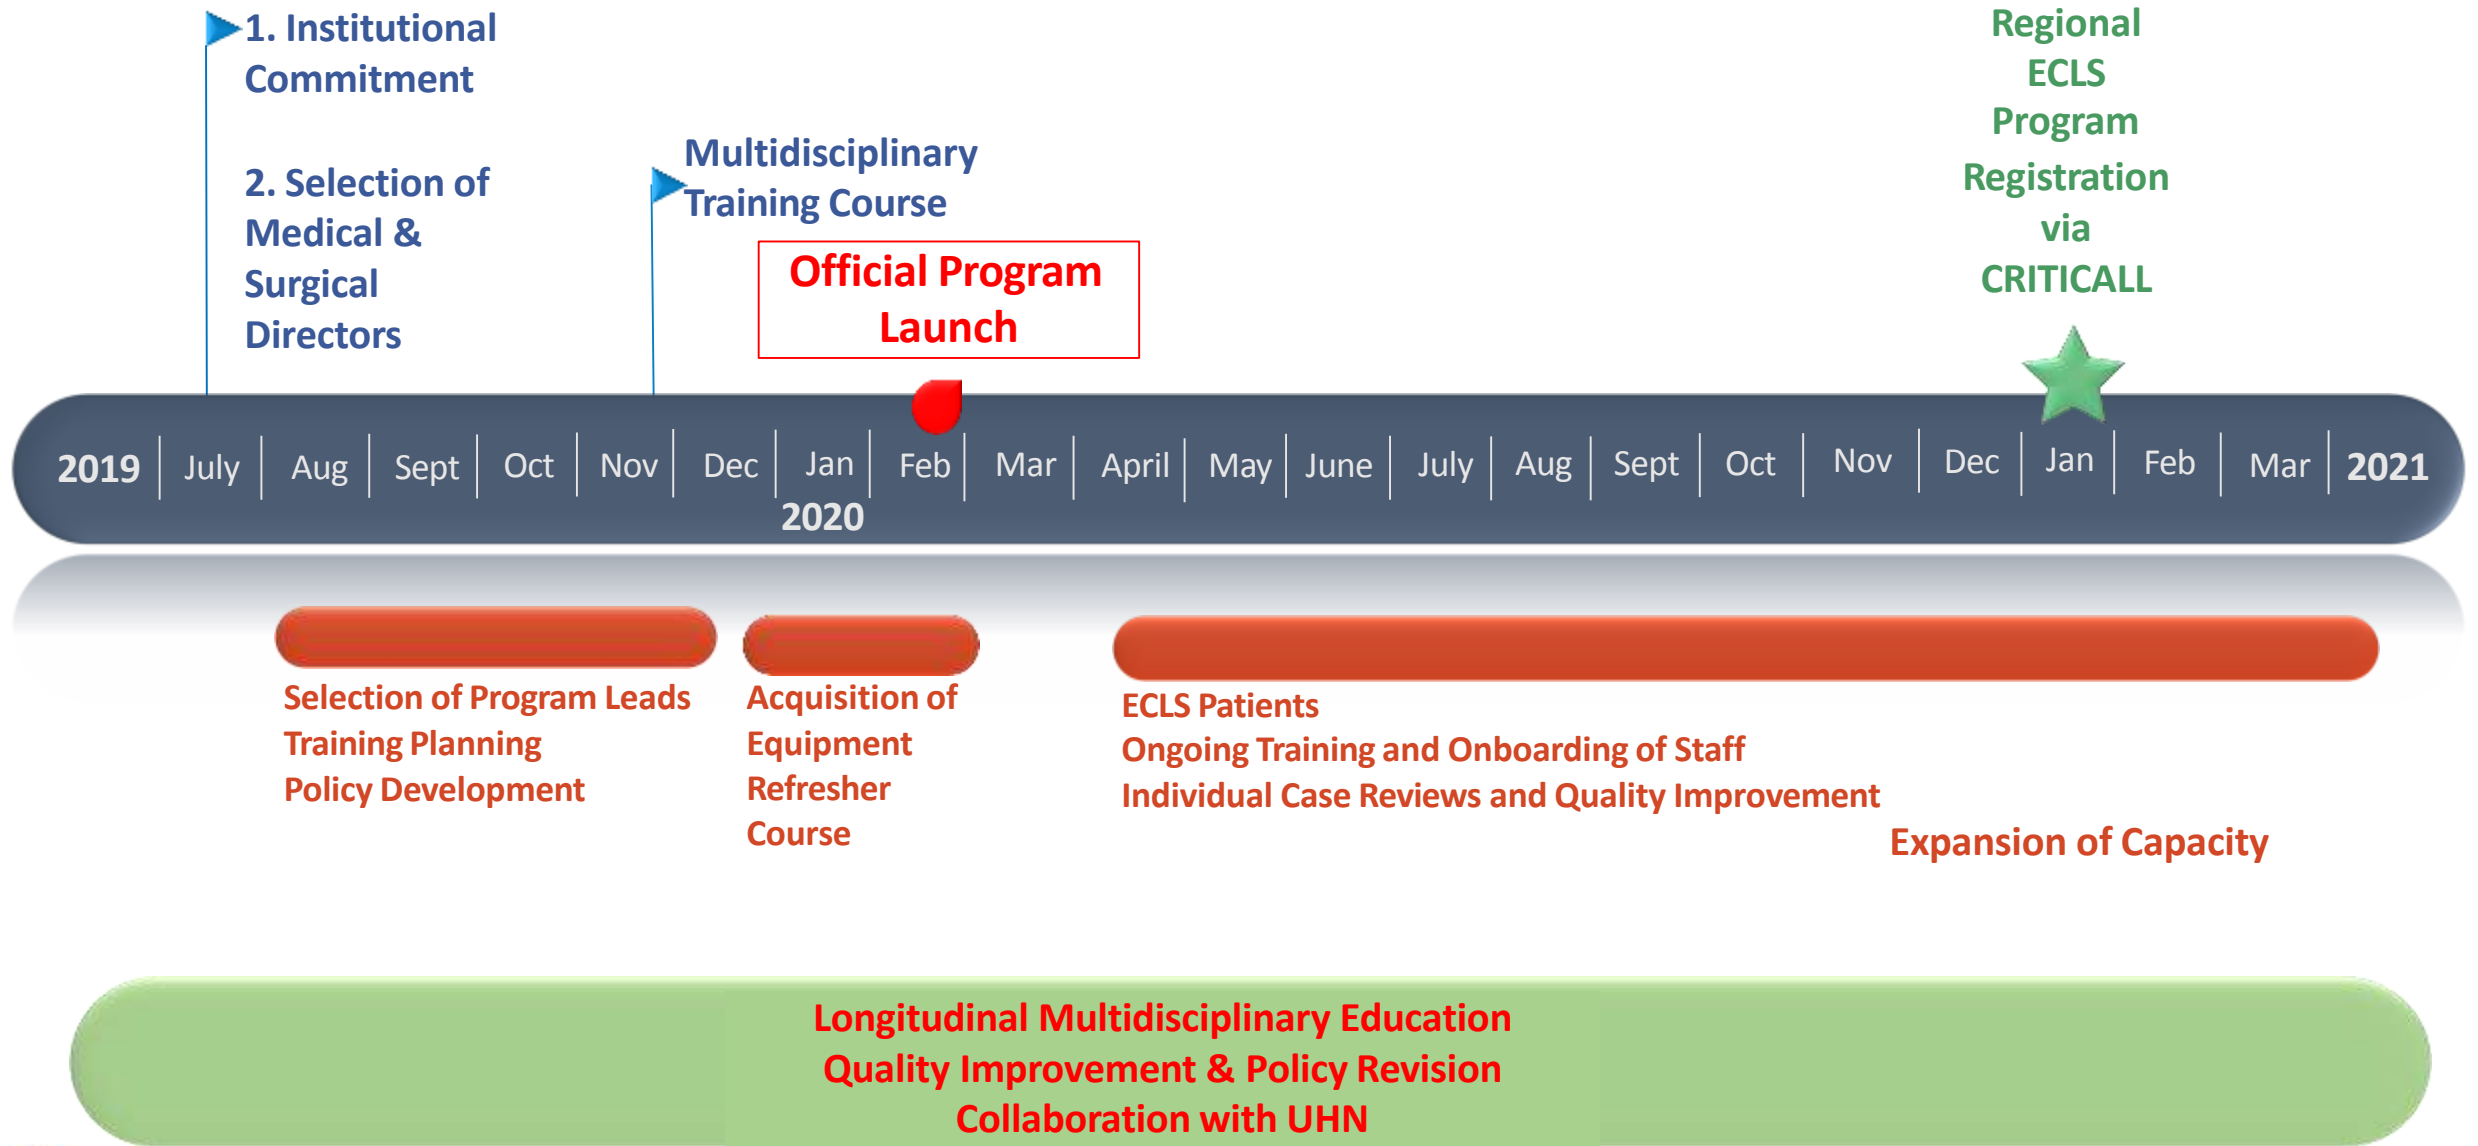 1. Institutional
Commitment
2. Selection of
Medical &
Surgical
Directors
Multidisciplinary
Training Course
Official Program
Launch
Regional
ECLS
Program
Registration
via
CRITICALL
2019 July Aug Sept Oct Nov Dec Jan Feb Mar April May June July Aug Sept Oct Nov Dec Jan Feb Mar 2021
2020
Selection of Program Leads
Training Planning
Policy Development
Acquisition of
Equipment
Refresher
Course
ECLS Patients
Ongoing Training and Onboarding of Staff
Individual Case Reviews and Quality Improvement
Expansion of Capacity
Longitudinal Multidisciplinary Education
Quality Improvement & Policy Revision
Collaboration with UHN